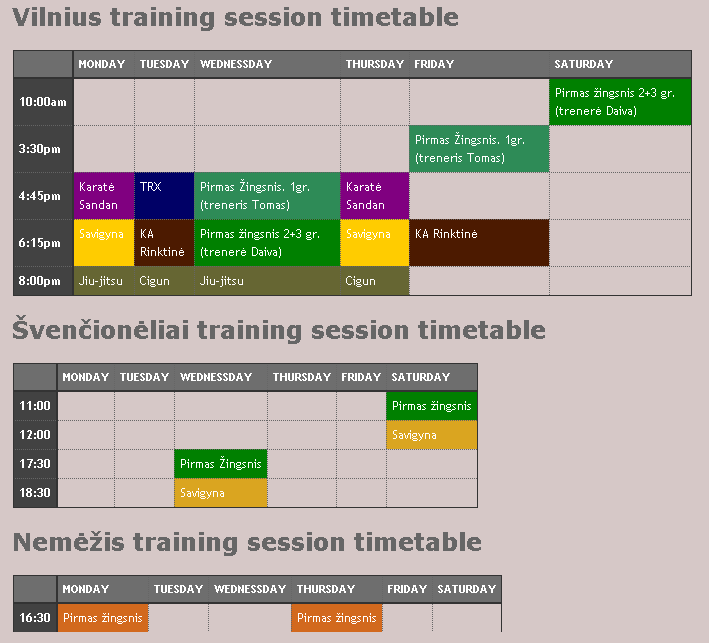 Vilnius training session timetable
MONDAY TUESDAY WEDNESSDAY THURSDAY FRIDAY SATURDAY
10:00am Pirmas žingsnis 2+3 gr.
(trenerė Daiva)
3:30pm Pirmas Žingsnis. 1gr.
(treneris Tomas)
4:45pm Karatė TRX Pirmas Žingsnis. 1gr. Karatė
Sandan (treneris Tomas) Sandan
6:15pm Savigyna KA Pirmas žingsnis 2+3 gr. Savigyna KA Rinktinė
Rinktinė (trenerė Daiva)
8:00pm Jiu-jitsu Cigun Jiu-jitsu Cigun
Švenčionėliai training session timetable
MONDAY TUESDAY WEDNESSDAY THURSDAY FRIDAY SATURDAY
11:00 Pirmas žingsnis
12:00 Savigyna
17:30 Pirmas Žingsnis
18:30 Savigyna
Nemėžis training session timetable
MONDAY TUESDAY WEDNESSDAY THURSDAY FRIDAY SATURDAY
16:30 Pirmas žingsnis Pirmas žingsnis